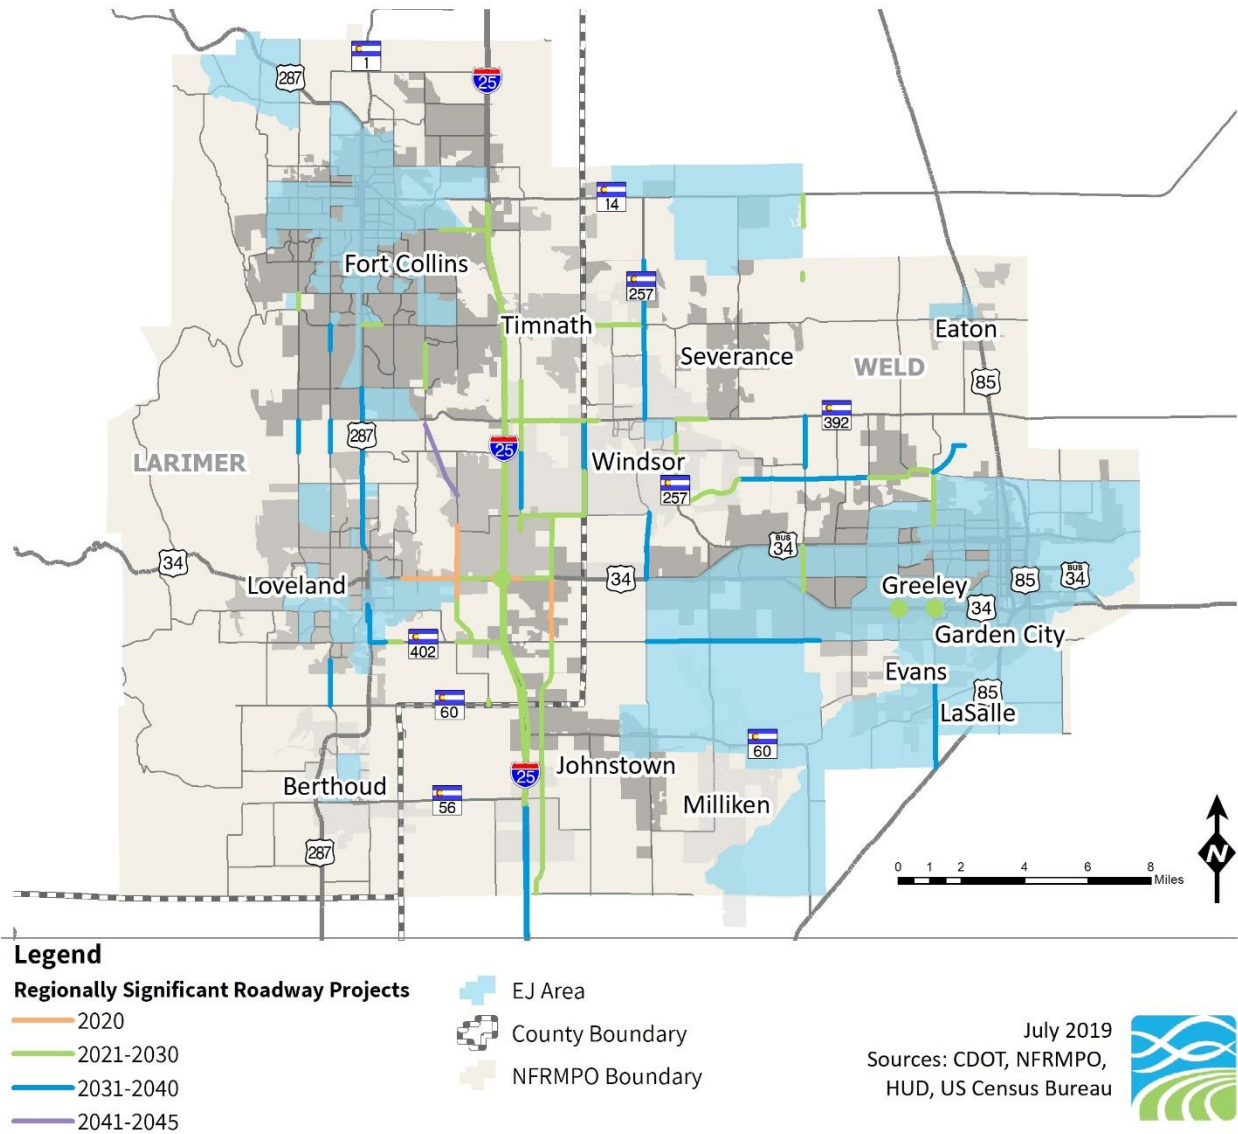 1
287
25
14
Fort Collins
257
Timnath
Eaton
Severance
WELD
85
392
287
25
LARIMER
Windsor
257
34
BUS
34
Loveland
34
Greeley
85
BUS
34
34
Garden City
402
Evans
60
85
LaSalle
60
Johnstown
25
Berthoud
56
Milliken
287
0 1 2 4 6 8
Miles
N
Legend
Regionally Significant Roadway Projects
2020
2021-2030
2031-2040
2041-2045
EJ Area
County Boundary
NFRMPO Boundary
July 2019
Sources: CDOT, NFRMPO,
HUD, US Census Bureau